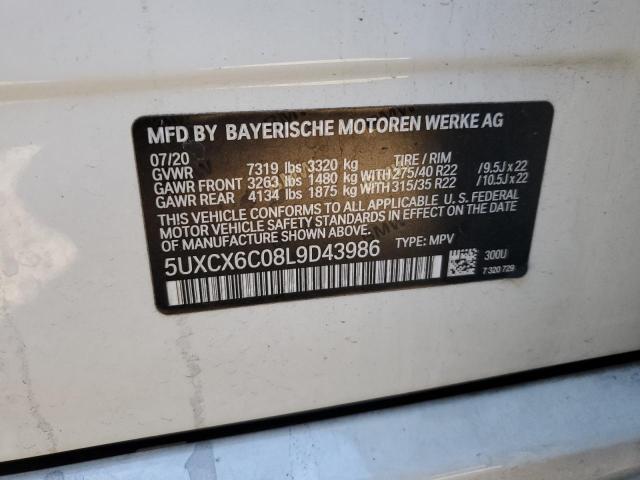 MFD BY BAYERISCHE MOTOREN WERKE AG
07/20
GVWR 7319 lbs 3320 kg TIRE / RIM
GAWR FRONT 3263 lbs 1480 kg WITH 275/40 R22 /9.5J x 22
GAWR REAR 4134 lbs 1875 kg WITH 315/35 R22 /10.5J x 22
THIS VEHICLE CONFORMS TO ALL APPLICABLE U. S. FEDERAL
MOTOR VEHICLE SAFETY STANDARDS IN EFFECT ON THE
DATE OF MANUFACTURE SHOWN ABOVE.
5UXCX6C08L9D43986 TYPE: MPV
300U
7 320 729